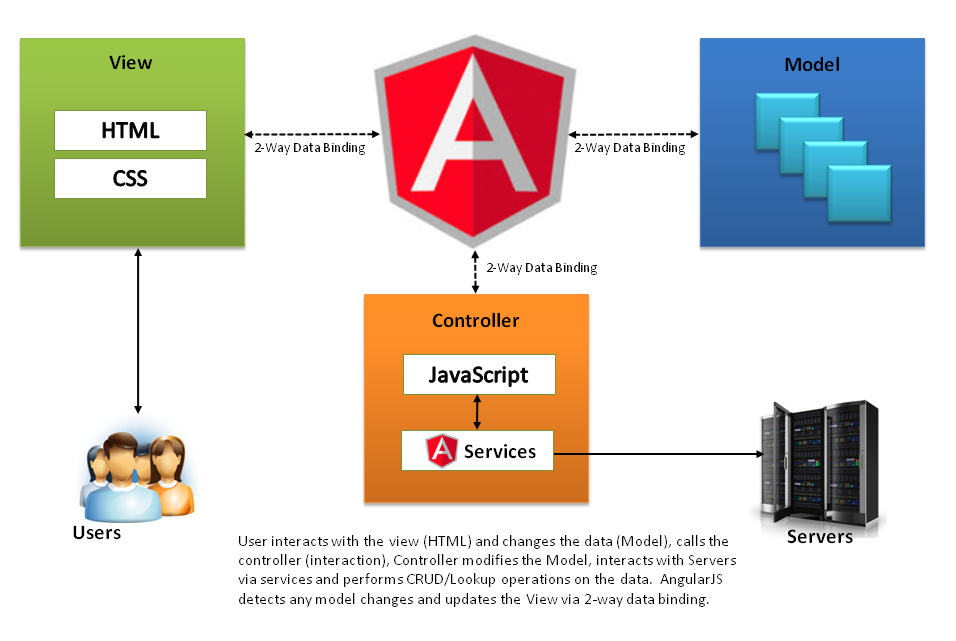 View
HTML
CSS
2-Way Data Binding
A
2-Way Data Binding
Model
2-Way Data Binding
Controller
JavaScript
A Services
Users
Servers
User interacts with the view (HTML) and changes the data (Model), calls the
controller (interaction), Controller modifies the Model, interacts with Servers
via services and performs CRUD/Lookup operations on the data. AngularJS
detects any model changes and updates the View via 2-way data binding.